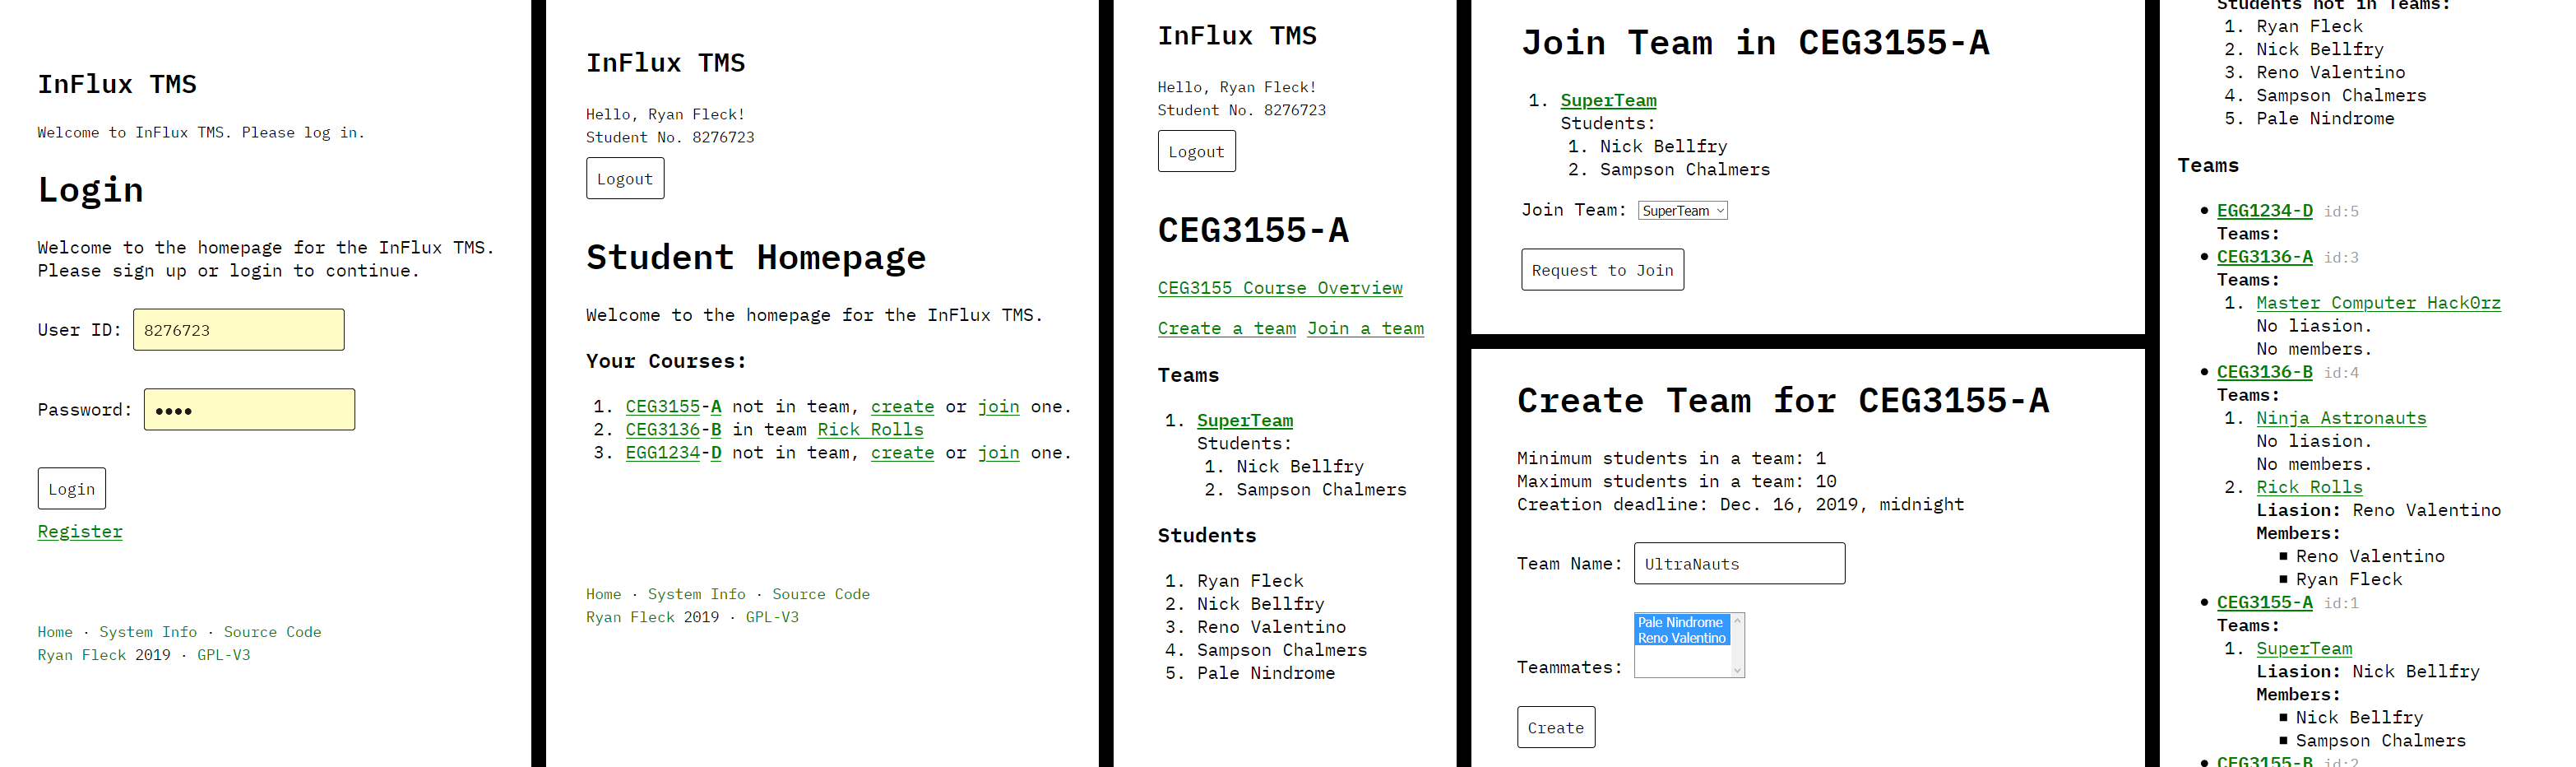 InFlux TMS
Welcome to InFlux TMS. Please log in.
Login
Welcome to the homepage for the InFlux TMS.
Please sign up or login to continue.
User ID: 8276723
Password: ●●●●
Login
Register
Home · System Info · Source Code
Ryan Fleck 2019 · GPL-V3
InFlux TMS
Hello, Ryan Fleck!
Student No. 8276723
Logout
Student Homepage
Welcome to the homepage for the InFlux TMS.
Your Courses:
1. CEG3155-A not in team, create or join one.
2. CEG3136-B in team Rick Rolls
3. EGG1234-D not in team, create or join one.
Home · System Info · Source Code
Ryan Fleck 2019 · GPL-V3
InFlux TMS
Hello, Ryan Fleck!
Student No. 8276723
Logout
CEG3155-A
CEG3155 Course Overview
Create a team Join a team
Teams
1. SuperTeam
Students:
1. Nick Bellfry
2. Sampson Chalmers
Students
1. Ryan Fleck
2. Nick Bellfry
3. Reno Valentino
4. Sampson Chalmers
5. Pale Nindrome
Join Team in CEG3155-A
1. SuperTeam
Students:
1. Nick Bellfry
2. Sampson Chalmers
Join Team: SuperTeam
Request to Join
Create Team for CEG3155-A
Minimum students in a team: 1
Maximum students in a team: 10
Creation deadline: Dec. 16, 2019, midnight
Team Name: UltraNauts
Pale Nindrome
Reno Valentino
Teammates:
Create
Students not in Teams:
1. Ryan Fleck
2. Nick Bellfry
3. Reno Valentino
4. Sampson Chalmers
5. Pale Nindrome
Teams
● EGG1234-D id:5
Teams:
● CEG3136-A id:3
Teams:
1. Master Computer Hack0rz
No liasion.
No members.
● CEG3136-B id:4
Teams:
1. Ninja Astronauts
No liasion.
No members.
2. Rick Rolls
Liasion: Reno Valentino
Members:
■ Reno Valentino
■ Ryan Fleck
● CEG3155-A id:1
Teams:
1. SuperTeam
Liasion: Nick Bellfry
Members:
■ Nick Bellfry
■ Sampson Chalmers
● CEG3155-B id:2